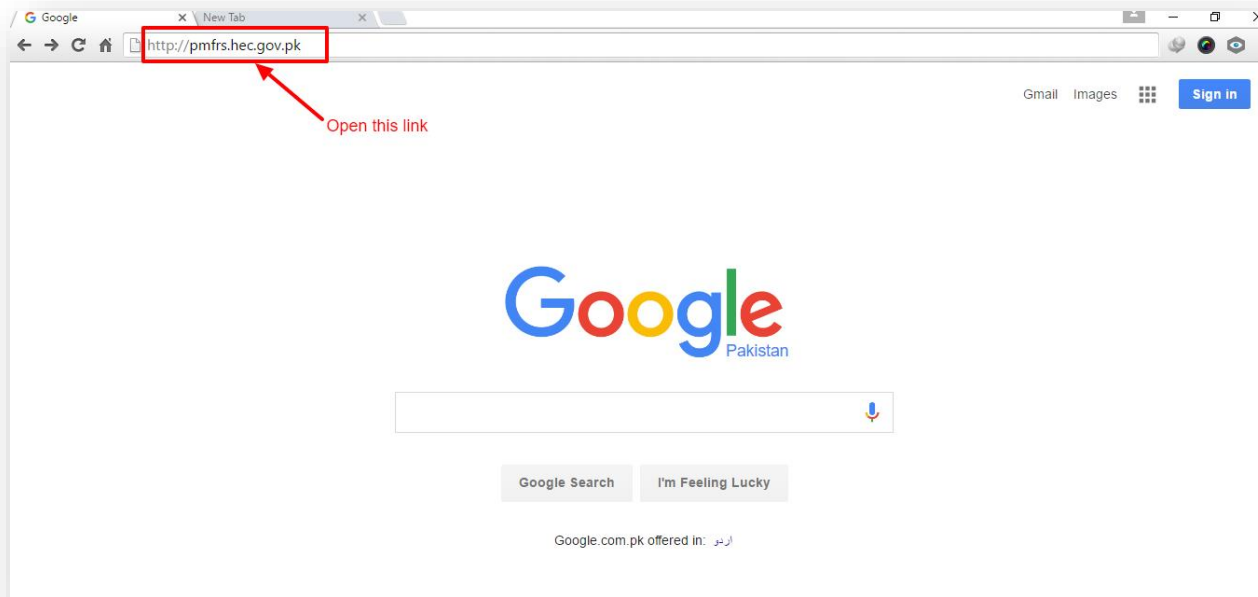 Google New Tab
http://pmfrs.hec.gov.pk
Gmail Images Sign in
Open this link
Google
Pakistan
Google Search I'm Feeling Lucky
Google.com.pk offered in: اردو